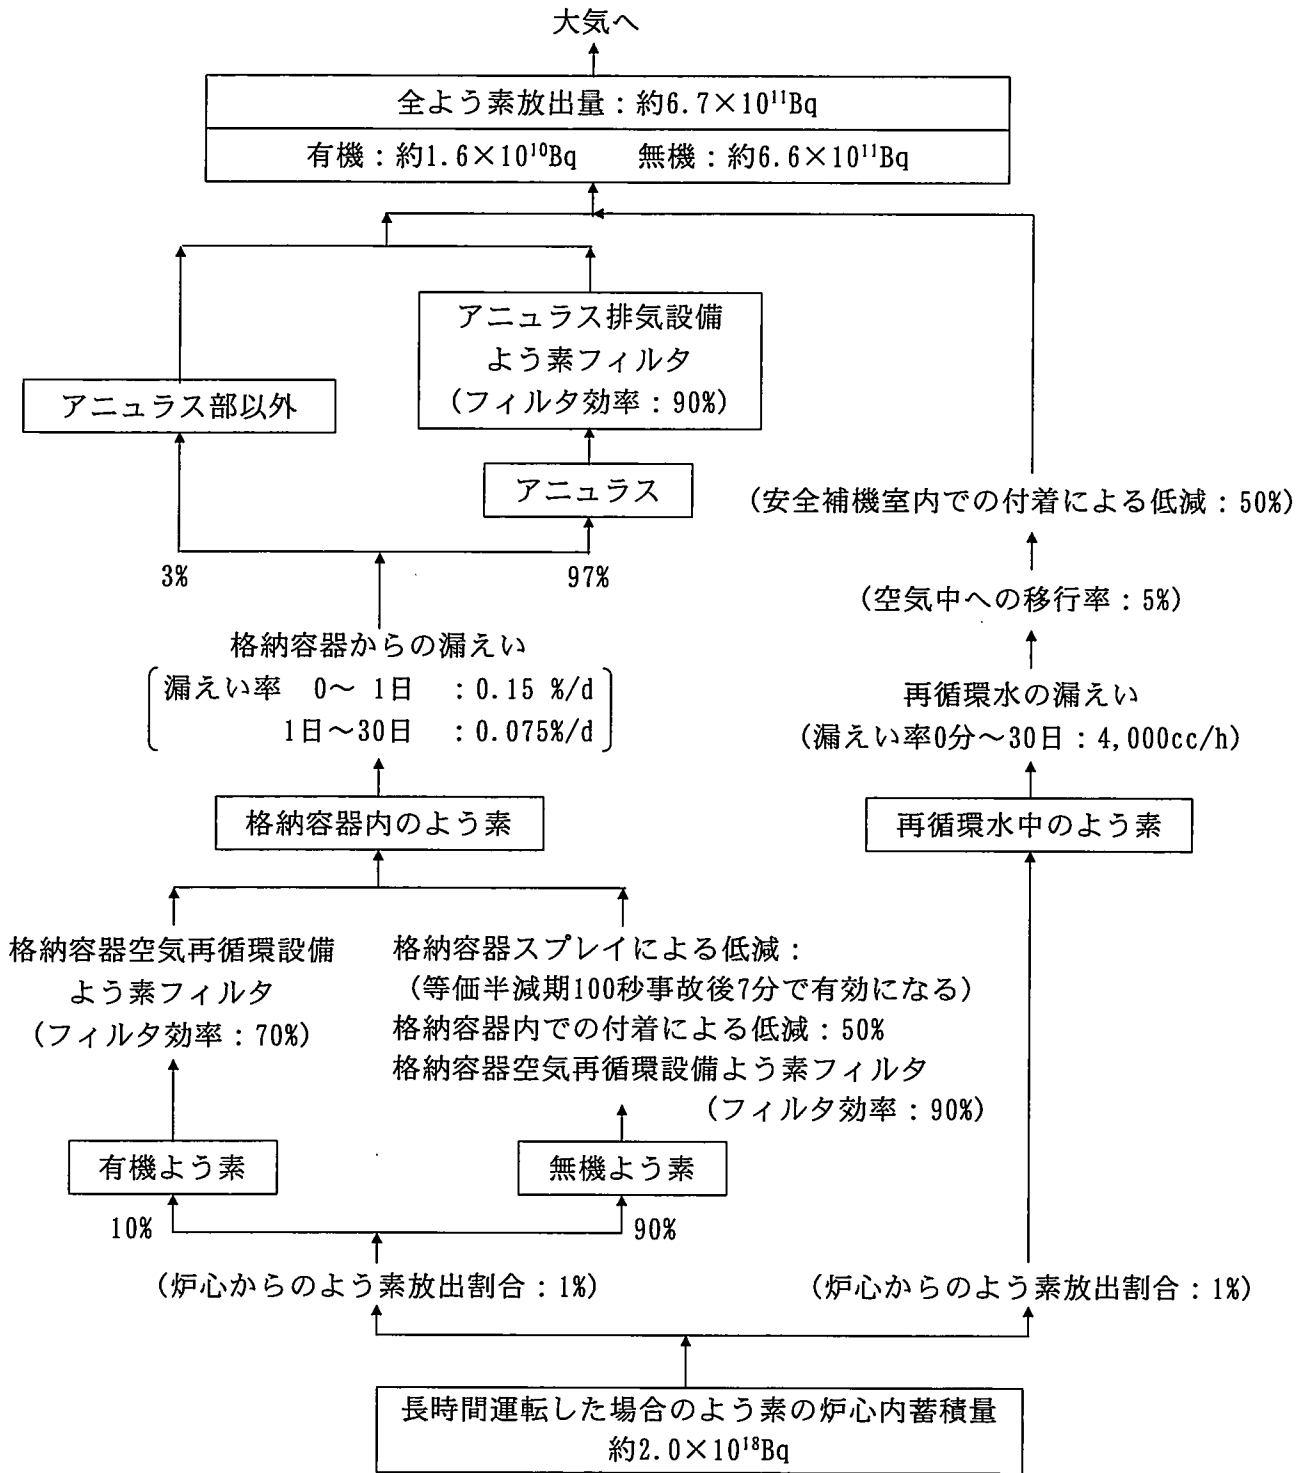 大気へ
全よう素放出量：約6.7×10¹¹Bq
有機：約1.6×10¹⁰Bq　無機：約6.6×10¹¹Bq
アニュラス排気設備
よう素フィルタ
(フィルタ効率：90%)
アニュラス部以外
アニュラス
(安全補機室内での付着による低減：50%)
3%
97%
(空気中への移行率：5%)
格納容器からの漏えい
漏えい率　0～ 1日　：0.15 %/d
1日～30日　：0.075%/d
再循環水の漏えい
(漏えい率0分～30日：4,000cc/h)
格納容器内のよう素
再循環水中のよう素
格納容器空気再循環設備
よう素フィルタ
(フィルタ効率：70%)
格納容器スプレイによる低減：
(等価半減期100秒事故後7分で有効になる)
格納容器内での付着による低減：50%
格納容器空気再循環設備よう素フィルタ
(フィルタ効率：90%)
有機よう素
無機よう素
10%
90%
(炉心からのよう素放出割合：1%)
(炉心からのよう素放出割合：1%)
長時間運転した場合のよう素の炉心内蓄積量
約2.0×10¹⁸Bq